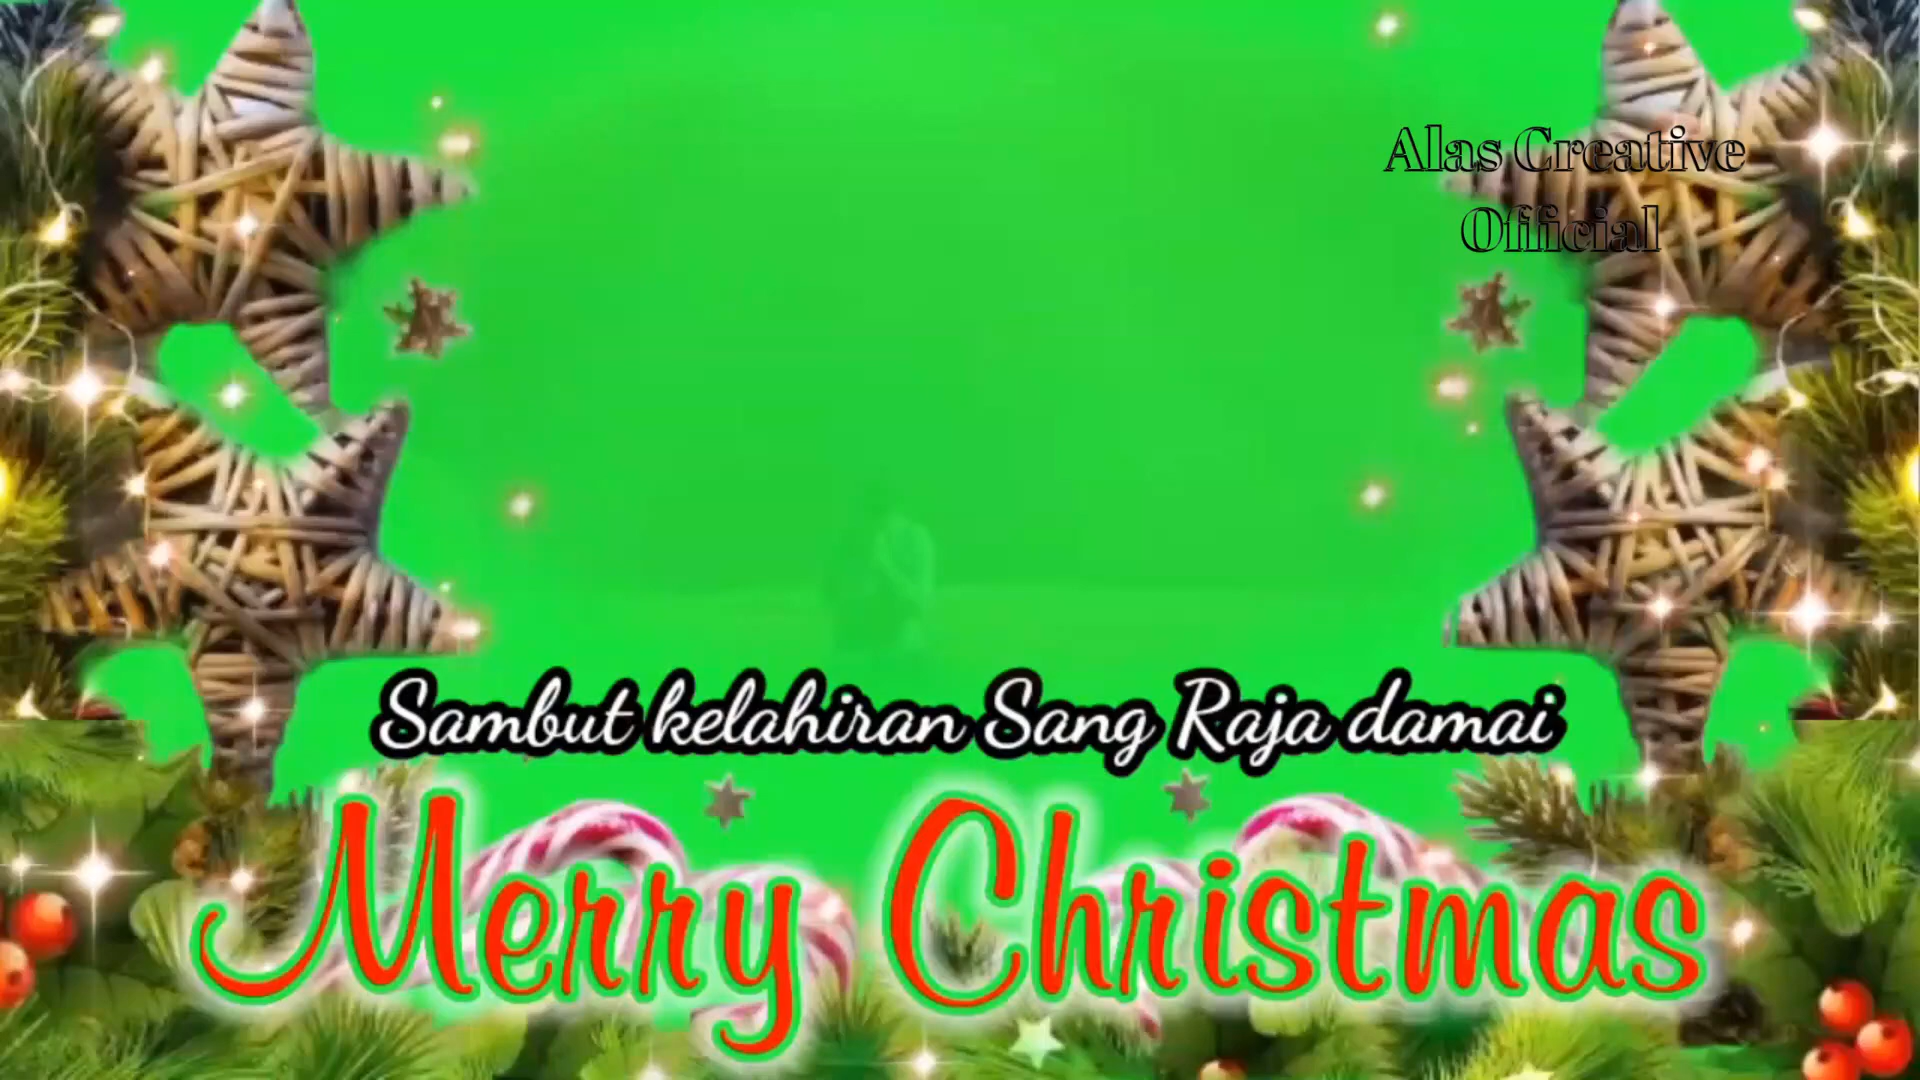 Alas Creative
Official
Sambut kelahiran Sang Raja damai
Merry Christmas